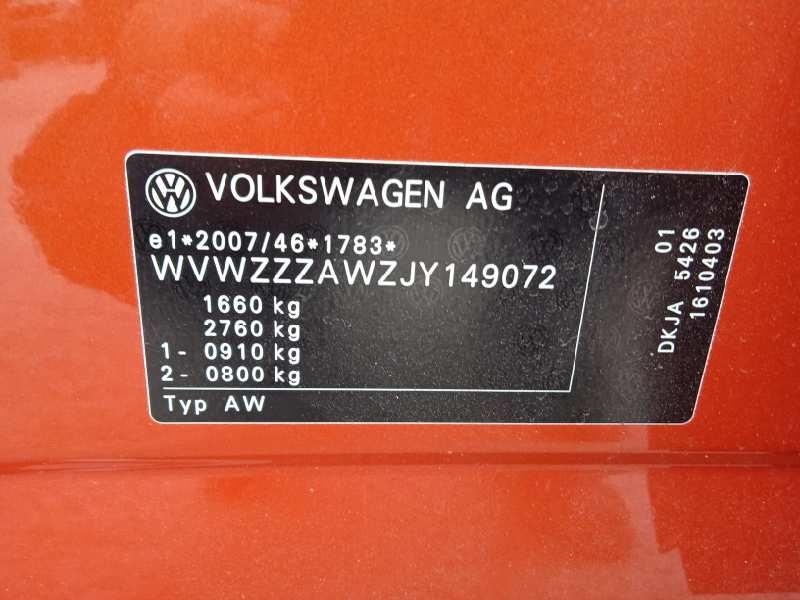 VOLKSWAGEN AG
e1*2007/46*1783*
WVWZZZAWZJY149072
1660 kg
2760 kg
1- 0910 kg
2- 0800 kg
Typ AW
01
DKJA 5426
1610403